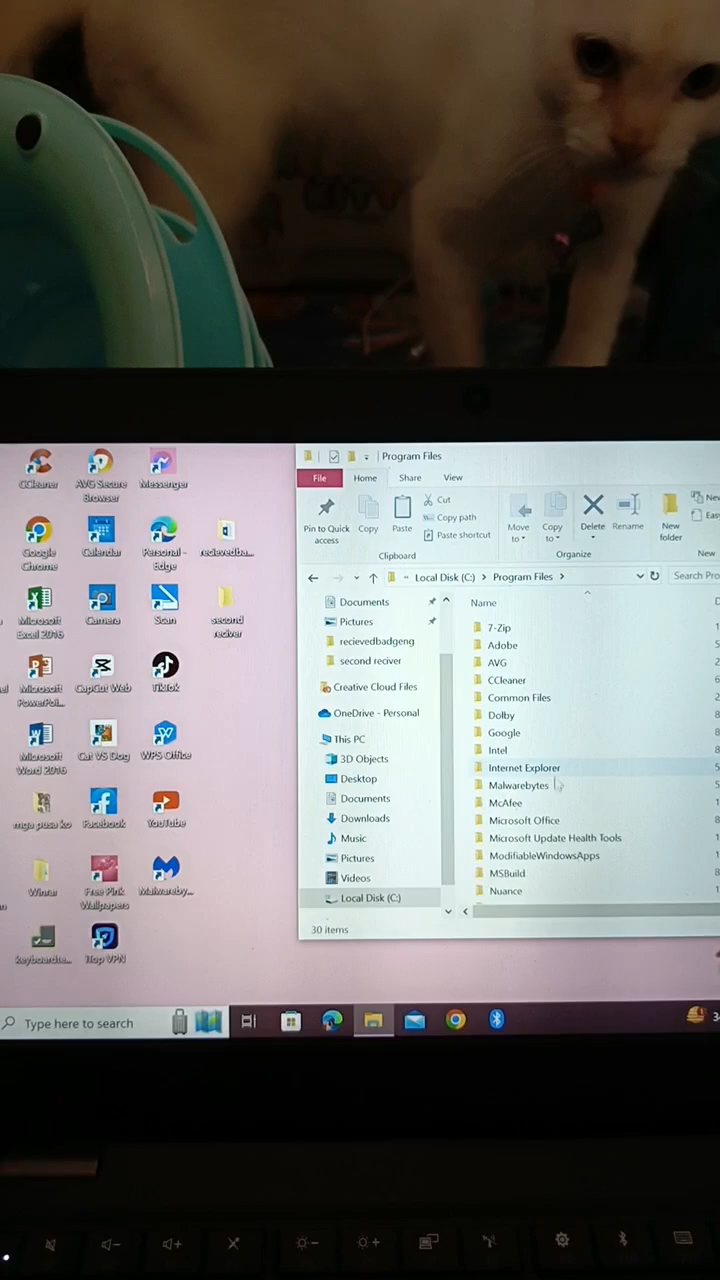 CCleaner
AVG Secure
Browser
Messenger
Google
Chrome
Calendar
Personal -
Edge
recievedba...
Microsoft
Excel 2016
Camera
Scan
second
reciver
Microsoft
PowerPoi...
CapCut Web
TikTok
Microsoft
Word 2016
Cat VS Dog
WPS Office
mga pusa ko
Facebook
YouTube
Winrar
Free Pink
Wallpapers
Malwareby...
keyboardte...
iTop VPN
Program Files
File
Home
Share
View
Pin to Quick
access
Copy
Paste
Cut
Copy path
Paste shortcut
Clipboard
Move
to
Copy
to
Delete
Rename
Organize
New
folder
New
Local Disk (C:) > Program Files >
Search Pro
Documents
Pictures
recievedbadgeng
second reciver
Creative Cloud Files
OneDrive - Personal
This PC
3D Objects
Desktop
Documents
Downloads
Music
Pictures
Videos
Local Disk (C:)
Name
7-Zip
Adobe
AVG
CCleaner
Common Files
Dolby
Google
Intel
Internet Explorer
Malwarebytes
McAfee
Microsoft Office
Microsoft Update Health Tools
ModifiableWindowsApps
MSBuild
Nuance
30 items
Type here to search